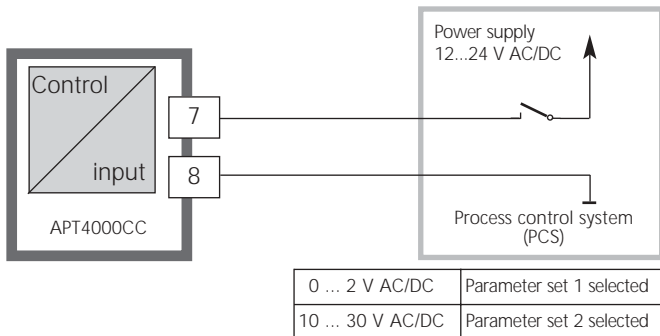 Power supply
12...24 V AC/DC
Control
input
7
8
APT4000CC
Process control system
(PCS)
0 ... 2 V AC/DC Parameter set 1 selected
10 ... 30 V AC/DC Parameter set 2 selected